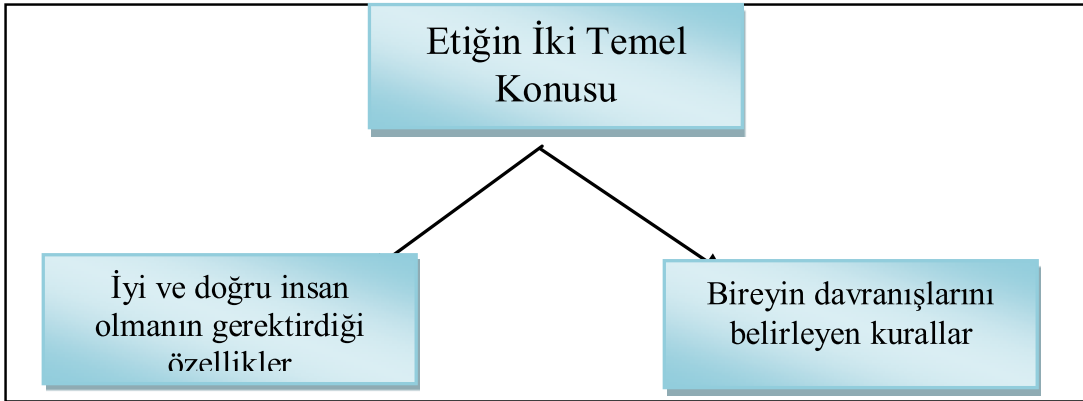 Etiğin İki Temel
Konusu
İyi ve doğru insan
olmanın gerektirdiği
özellikler
Bireyin davranışlarını
belirleyen kurallar